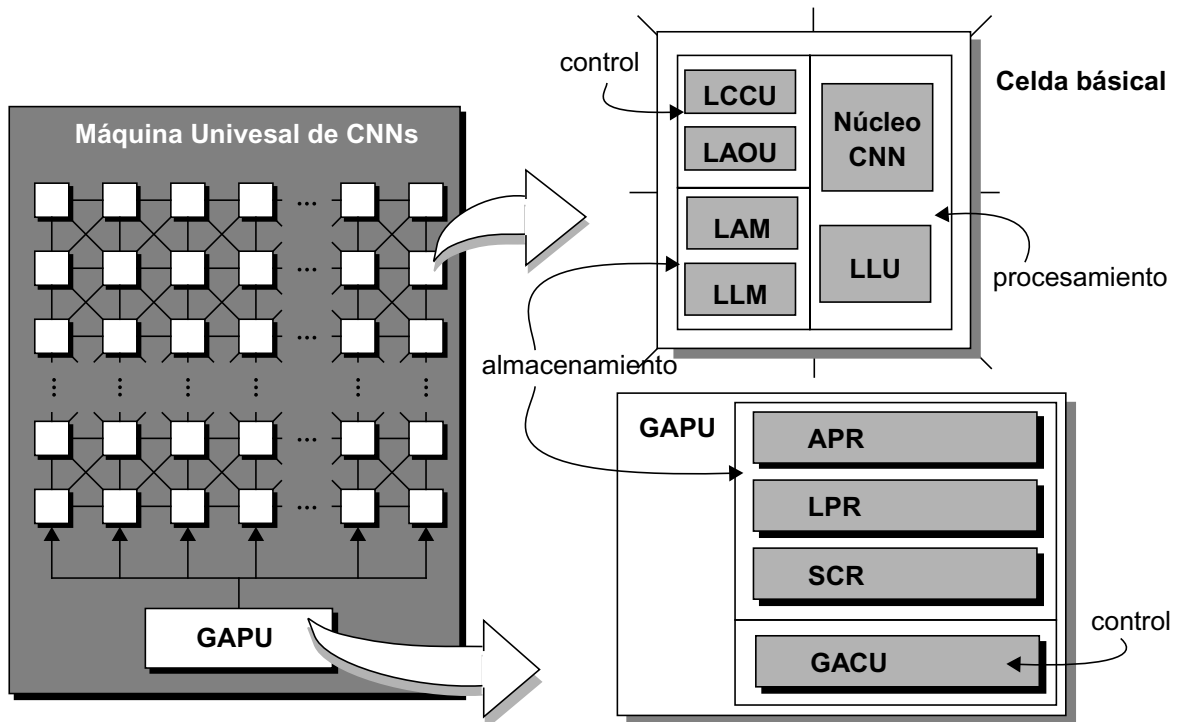 Máquina Univesal de CNNs
...
...
...
...
...
GAPU
control
Celda básical
LCCU
LAOU
Núcleo
CNN
LAM
LLM
LLU
procesamiento
almacenamiento
GAPU
APR
LPR
SCR
GACU
control